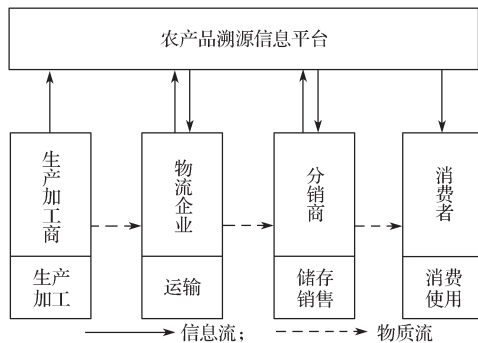 农产品溯源信息平台
生产加工商
物流企业
分销商
消费者
生产
加工
运输
储存
销售
消费
使用
信息流；
物质流